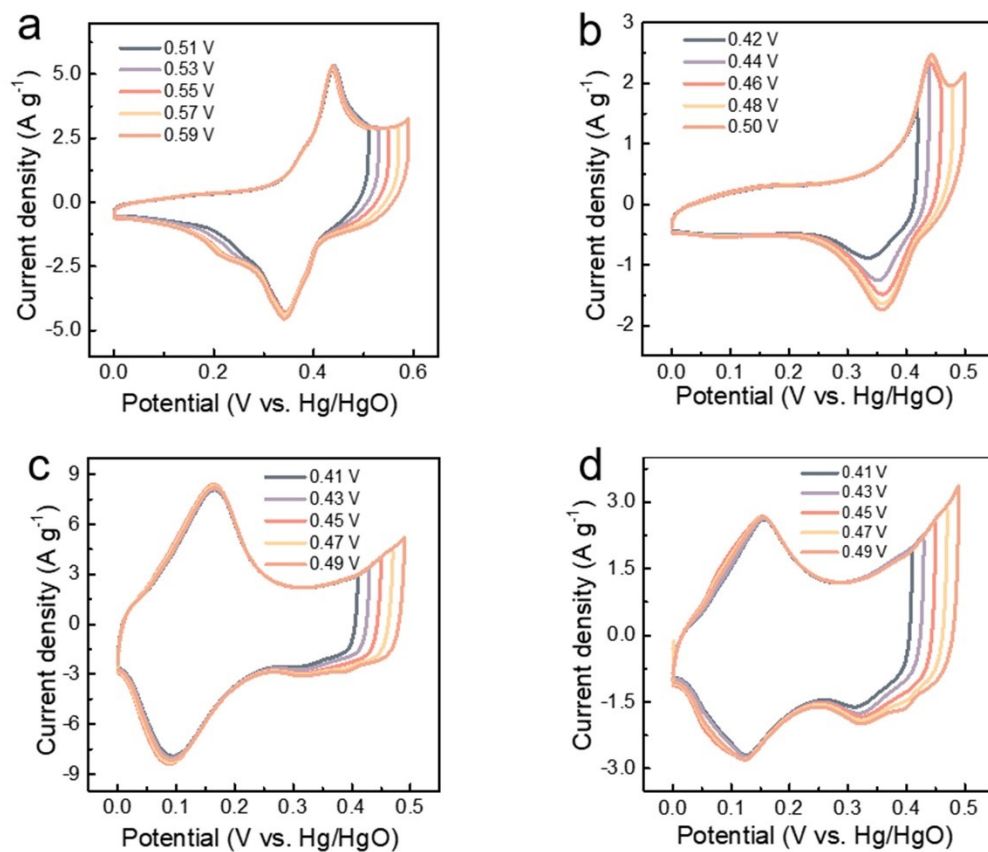 a
0.51 V
0.53 V
0.55 V
0.57 V
0.59 V
5.0
2.5
0.0
-2.5
-5.0
Current density (A g⁻¹)
0.0 0.2 0.4 0.6
Potential (V vs. Hg/HgO)
b
0.42 V
0.44 V
0.46 V
0.48 V
0.50 V
3
2
1
0
-1
-2
Current density (A g⁻¹)
0.0 0.1 0.2 0.3 0.4 0.5
Potential (V vs. Hg/HgO)
c
0.41 V
0.43 V
0.45 V
0.47 V
0.49 V
9
6
3
0
-3
-6
-9
Current density (A g⁻¹)
0.0 0.1 0.2 0.3 0.4 0.5
Potential (V vs. Hg/HgO)
d
0.41 V
0.43 V
0.45 V
0.47 V
0.49 V
3.0
1.5
0.0
-1.5
-3.0
Current density (A g⁻¹)
0.0 0.1 0.2 0.3 0.4 0.5
Potential (V vs. Hg/HgO)